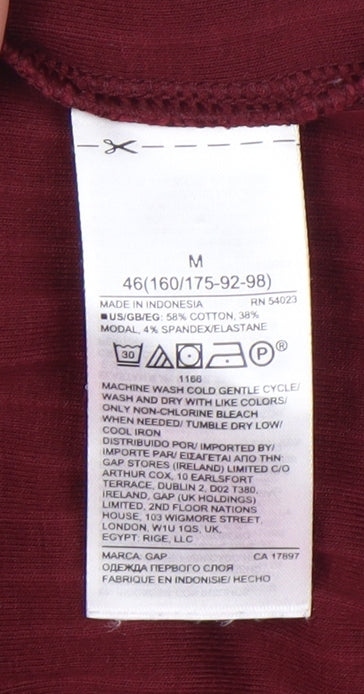 M
46(160/175-92-98)
MADE IN INDONESIA RN 54023
■US/GB/EG: 58% COTTON, 38%
MODAL, 4% SPANDEX/ELASTANE
30 P ®
1166
MACHINE WASH COLD GENTLE CYCLE/
WASH AND DRY WITH LIKE COLORS/
ONLY NON-CHLORINE BLEACH
WHEN NEEDED/ TUMBLE DRY LOW/
COOL IRON
DISTRIBUIDO POR/ IMPORTED BY/
IMPORTE PAR/ ΕΙΣΑΓΕΤΑΙ ΑΠΟ ΤΗΝ:
GAP STORES (IRELAND) LIMITED C/O
ARTHUR COX, 10 EARLSFORT
TERRACE, DUBLIN 2, D02 T380,
IRELAND, GAP (UK HOLDINGS)
LIMITED, 2ND FLOOR NATIONS
HOUSE, 103 WIGMORE STREET,
LONDON, W1U 1QS, UK,
EGYPT: RIGE, LLC
MARCA, GAP CA 17897
ОДЕЖДА ПЕРВОГО СЛОЯ
FABRIQUE EN INDONESIE/ HECHO